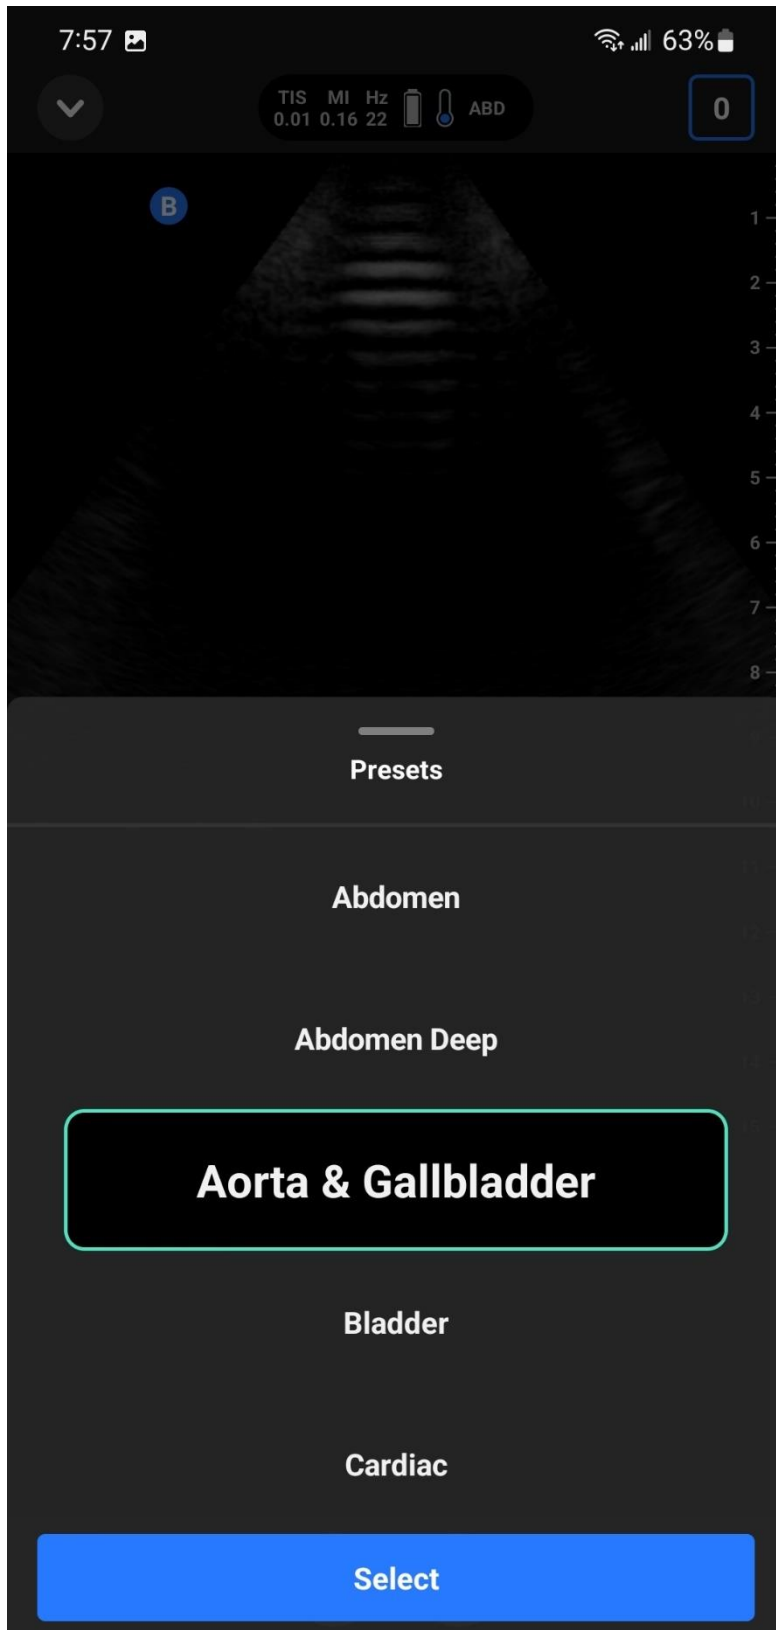 7:57 63%
TIS MI Hz
0.01 0.16 22 ABD
0
B
1
2
3
4
5
6
7
8
Presets
Abdomen
Abdomen Deep
Aorta & Gallbladder
Bladder
Cardiac
Select